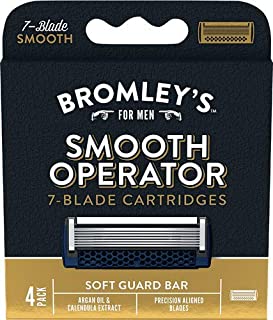 7-Blade
SMOOTH
BROMLEY'S™
FOR MEN
SMOOTH
OPERATOR
7-BLADE CARTRIDGES
4 PACK
SOFT GUARD BAR
ARGAN OIL &
CALENDULA EXTRACT
PRECISION ALIGNED
BLADES